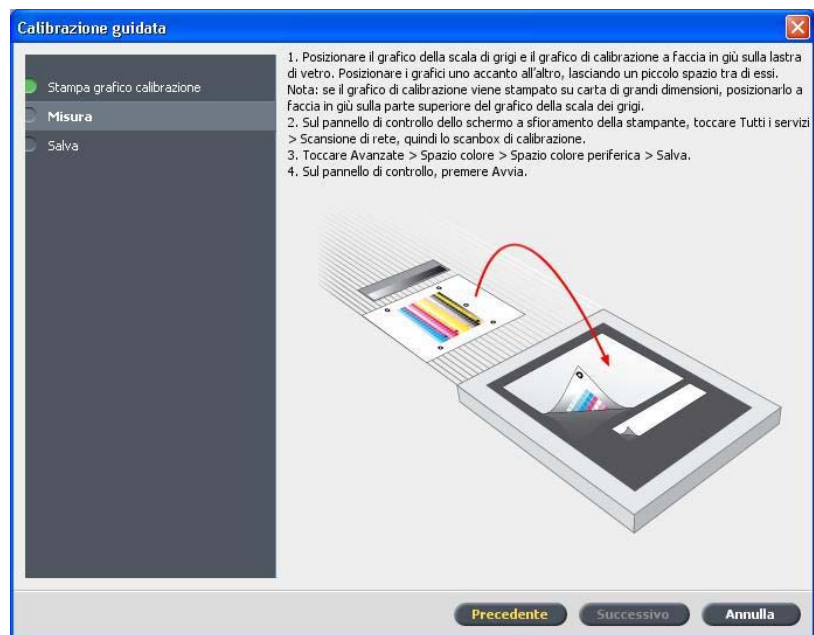 Calibrazione guidata
Stampa grafico calibrazione
Misura
Salva
1. Posizionare il grafico della scala di grigi e il grafico di calibrazione a faccia in giù sulla lastra
di vetro. Posizionare i grafici uno accanto all'altro, lasciando un piccolo spazio tra di essi.
Nota: se il grafico di calibrazione viene stampato su carta di grandi dimensioni, posizionarlo a
faccia in giù sulla parte superiore del grafico della scala dei grigi.
2. Sul pannello di controllo dello schermo a sfioramento della stampante, toccare Tutti i servizi
> Scansione di rete, quindi lo scanbox di calibrazione.
3. Toccare Avanzate > Spazio colore > Spazio colore periferica > Salva.
4. Sul pannello di controllo, premere Avvia.
Precedente
Successivo
Annulla